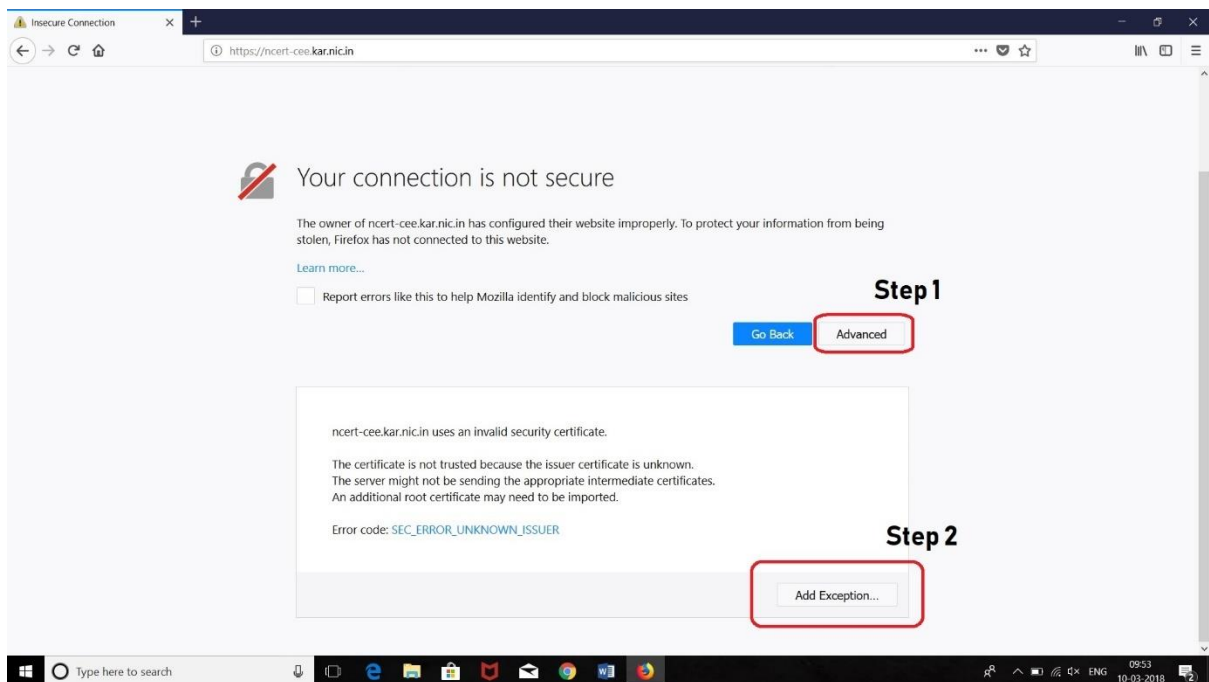 Insecure Connection
https://ncert-cee.kar.nic.in
Your connection is not secure
The owner of ncert-cee.kar.nic.in has configured their website improperly. To protect your information from being
stolen, Firefox has not connected to this website.
Learn more...
Report errors like this to help Mozilla identify and block malicious sites
Step 1
Go Back
Advanced
ncert-cee.kar.nic.in uses an invalid security certificate.
The certificate is not trusted because the issuer certificate is unknown.
The server might not be sending the appropriate intermediate certificates.
An additional root certificate may need to be imported.
Error code: SEC_ERROR_UNKNOWN_ISSUER
Step 2
Add Exception...
Type here to search
ENG
09:53
10-03-2018